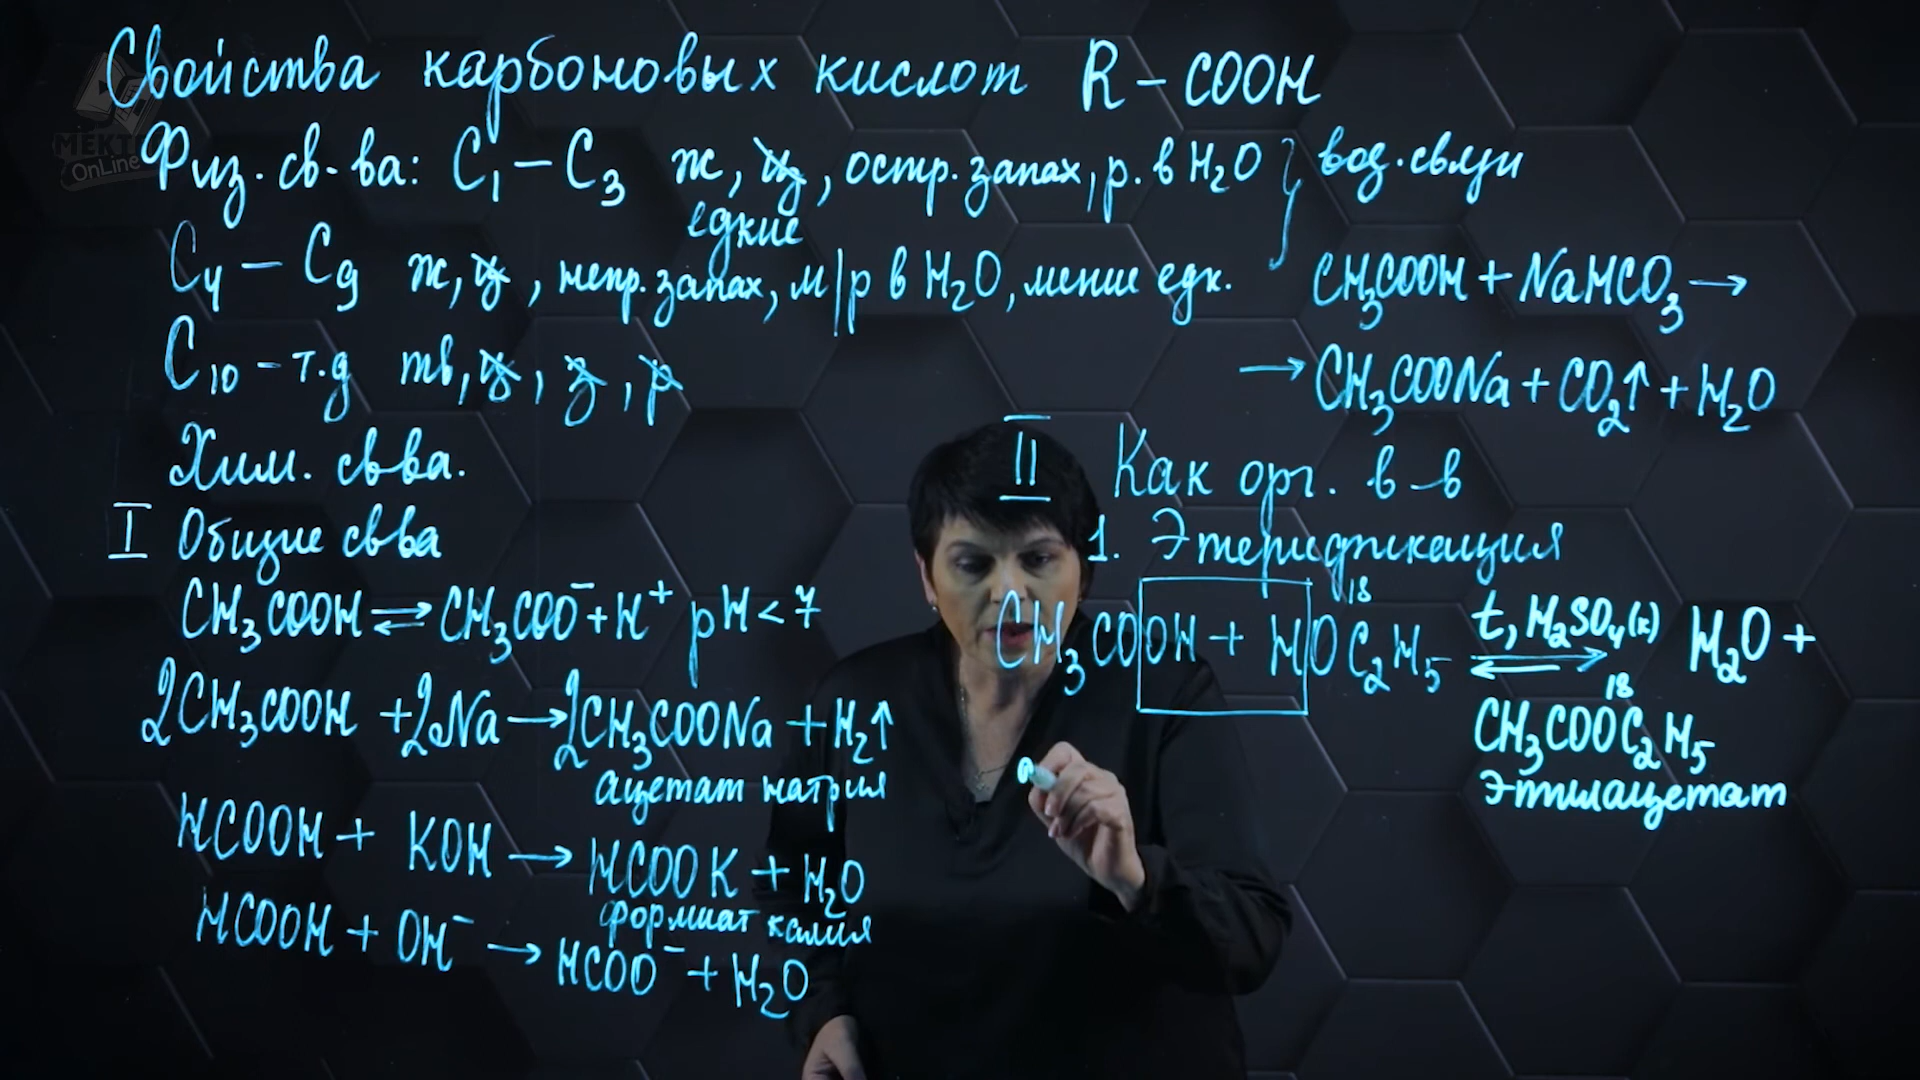 Свойства карбоновых кислот R – COOH
МЕКТЕП
OnLine
Физ. св-ва: C₁ – C₃ ж, ц, остр. запах, р. в H₂O } вод. связи
едкие
C₄ – C₉ ж, ц, непр. запах, м/р в H₂O, менее едк.
C₁₀ – т.д тв, ц, з, р
Хим. св-ва.
I Общие св-ва
CH₃COOH ⇄ CH₃COO⁻ + H⁺ pH < 7
2CH₃COOH + 2Na → 2CH₃COONa + H₂↑
ацетат натрия
HCOOH + KOH → HCOOK + H₂O
формиат калия
HCOOH + OH⁻ → HCOO⁻ + H₂O
CH₃COOH + NaHCO₃ →
→ CH₃COONa + CO₂↑ + H₂O
II Как орг. в-в
1. Этерификация
CH₃COOH + HO¹⁸C₂H₅ ⇄ t, H₂SO₄(к) H₂O +
CH₃COO¹⁸C₂H₅
этилацетат